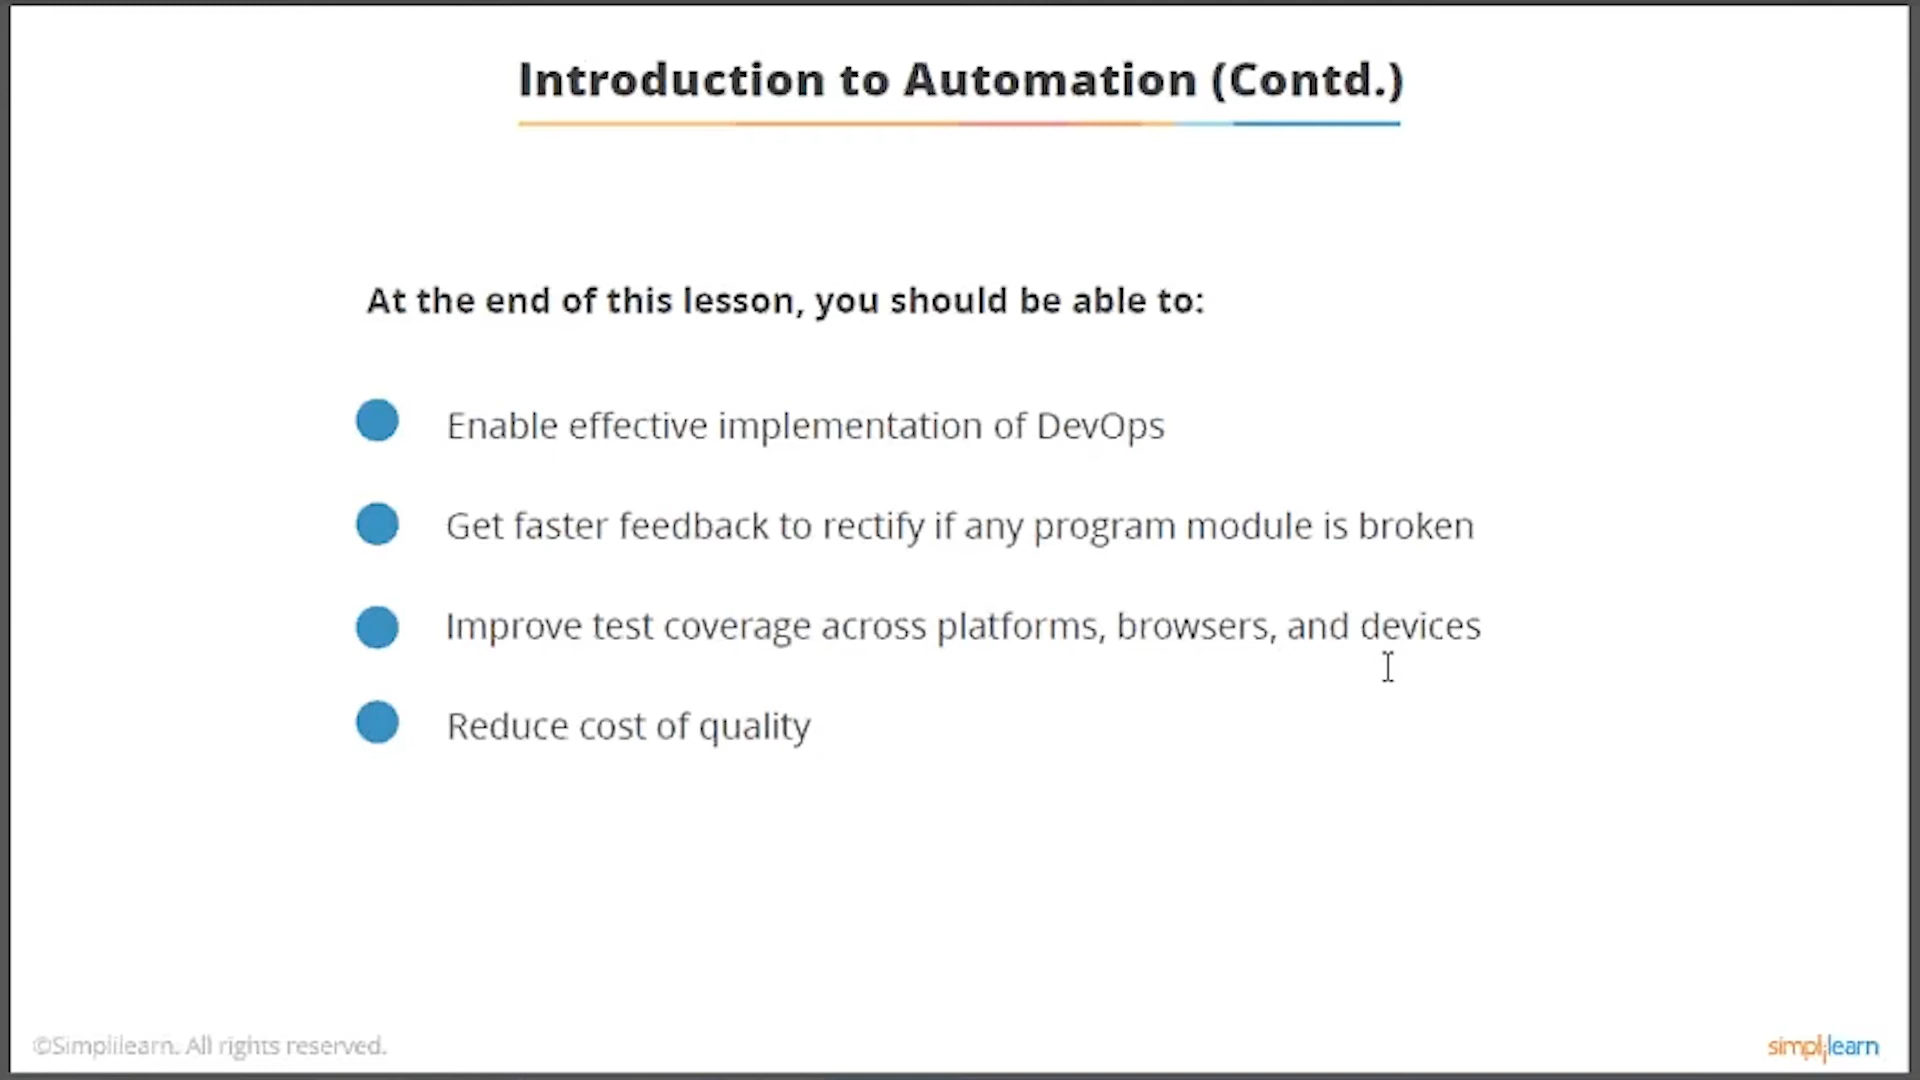 Introduction to Automation (Contd.)
At the end of this lesson, you should be able to:
Enable effective implementation of DevOps
Get faster feedback to rectify if any program module is broken
Improve test coverage across platforms, browsers, and devices
Reduce cost of quality
©Simplilearn. All rights reserved.
simplilearn